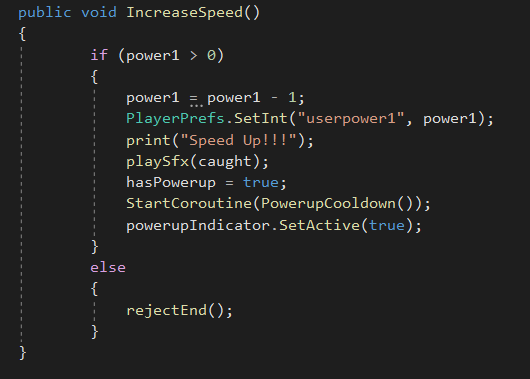 public void IncreaseSpeed()
{
if (power1 > 0)
{
power1 = power1 - 1;
PlayerPrefs.SetInt("userpower1", power1);
print("Speed Up!!!");
playSfx(caught);
hasPowerup = true;
StartCoroutine(PowerupCooldown());
powerupIndicator.SetActive(true);
}
else
{
rejectEnd();
}
}